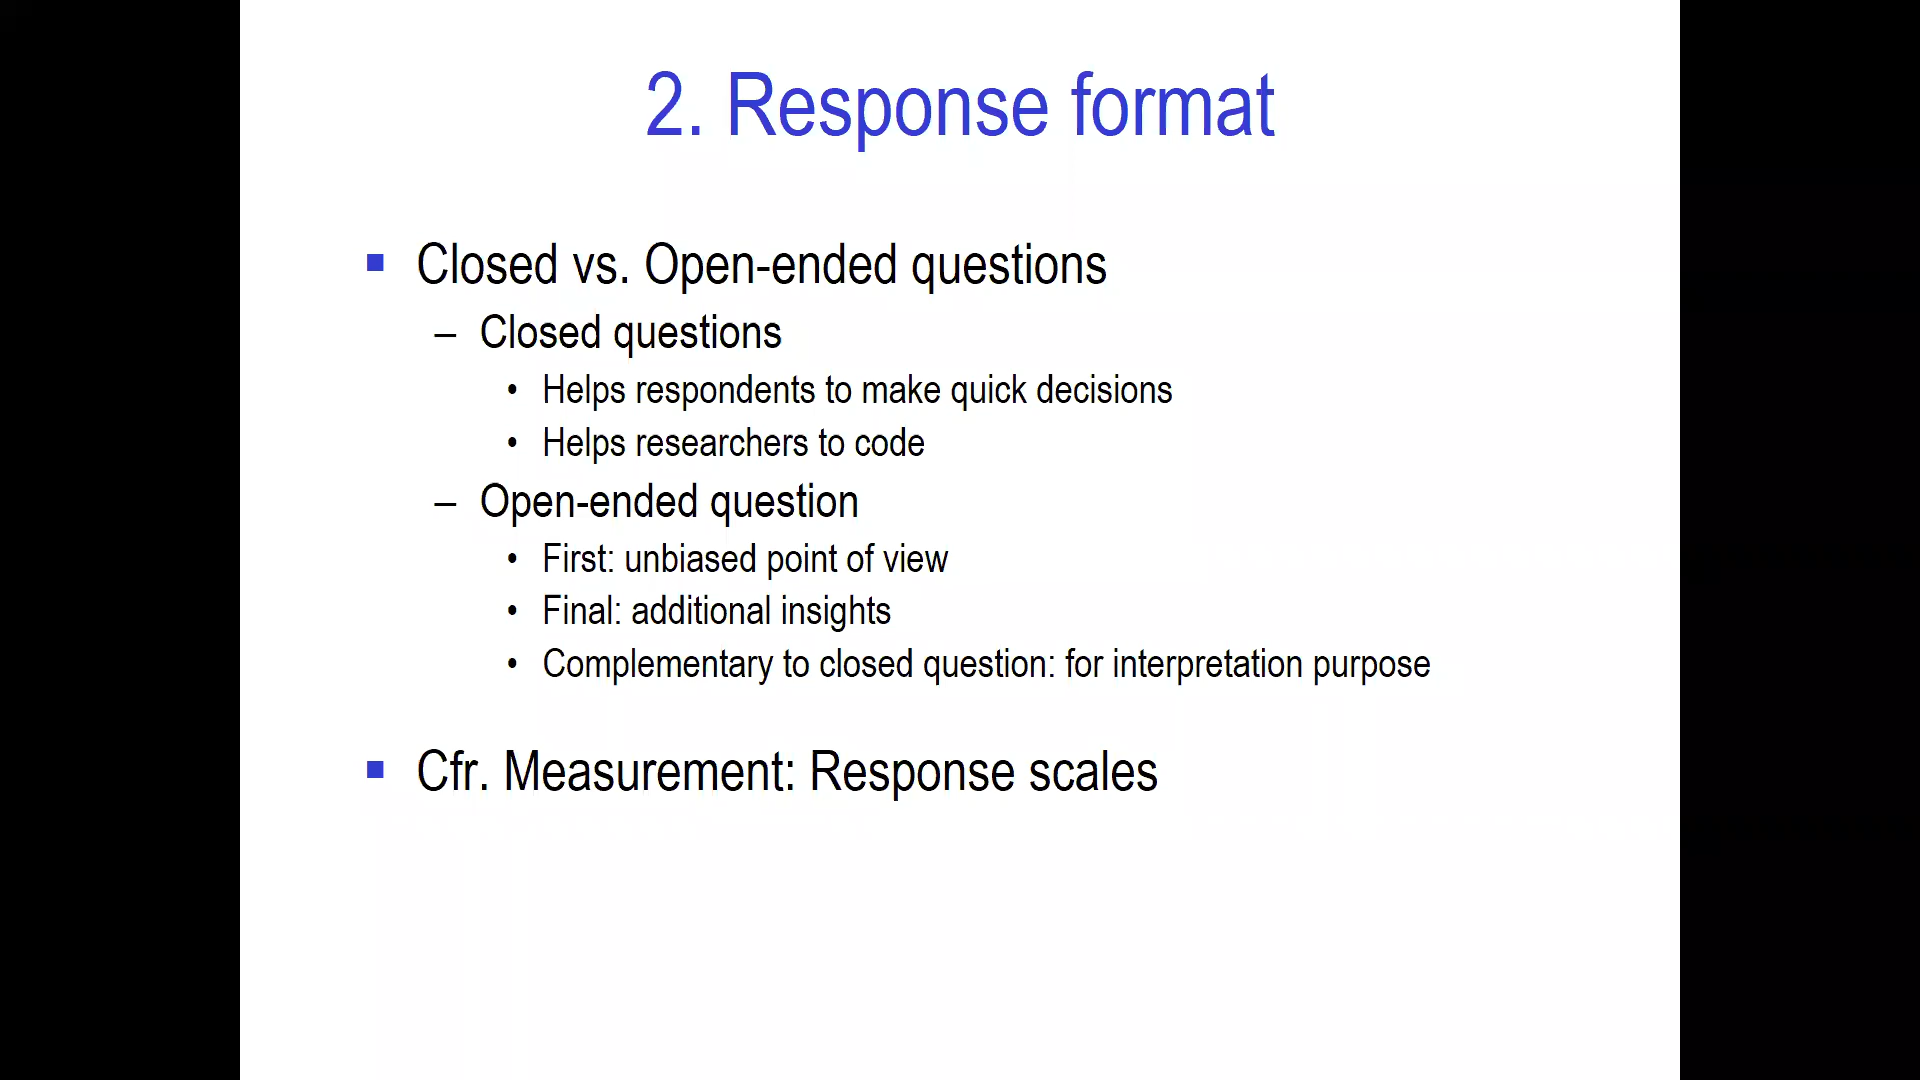 2. Response format
▪ Closed vs. Open-ended questions
– Closed questions
• Helps respondents to make quick decisions
• Helps researchers to code
– Open-ended question
• First: unbiased point of view
• Final: additional insights
• Complementary to closed question: for interpretation purpose
▪ Cfr. Measurement: Response scales